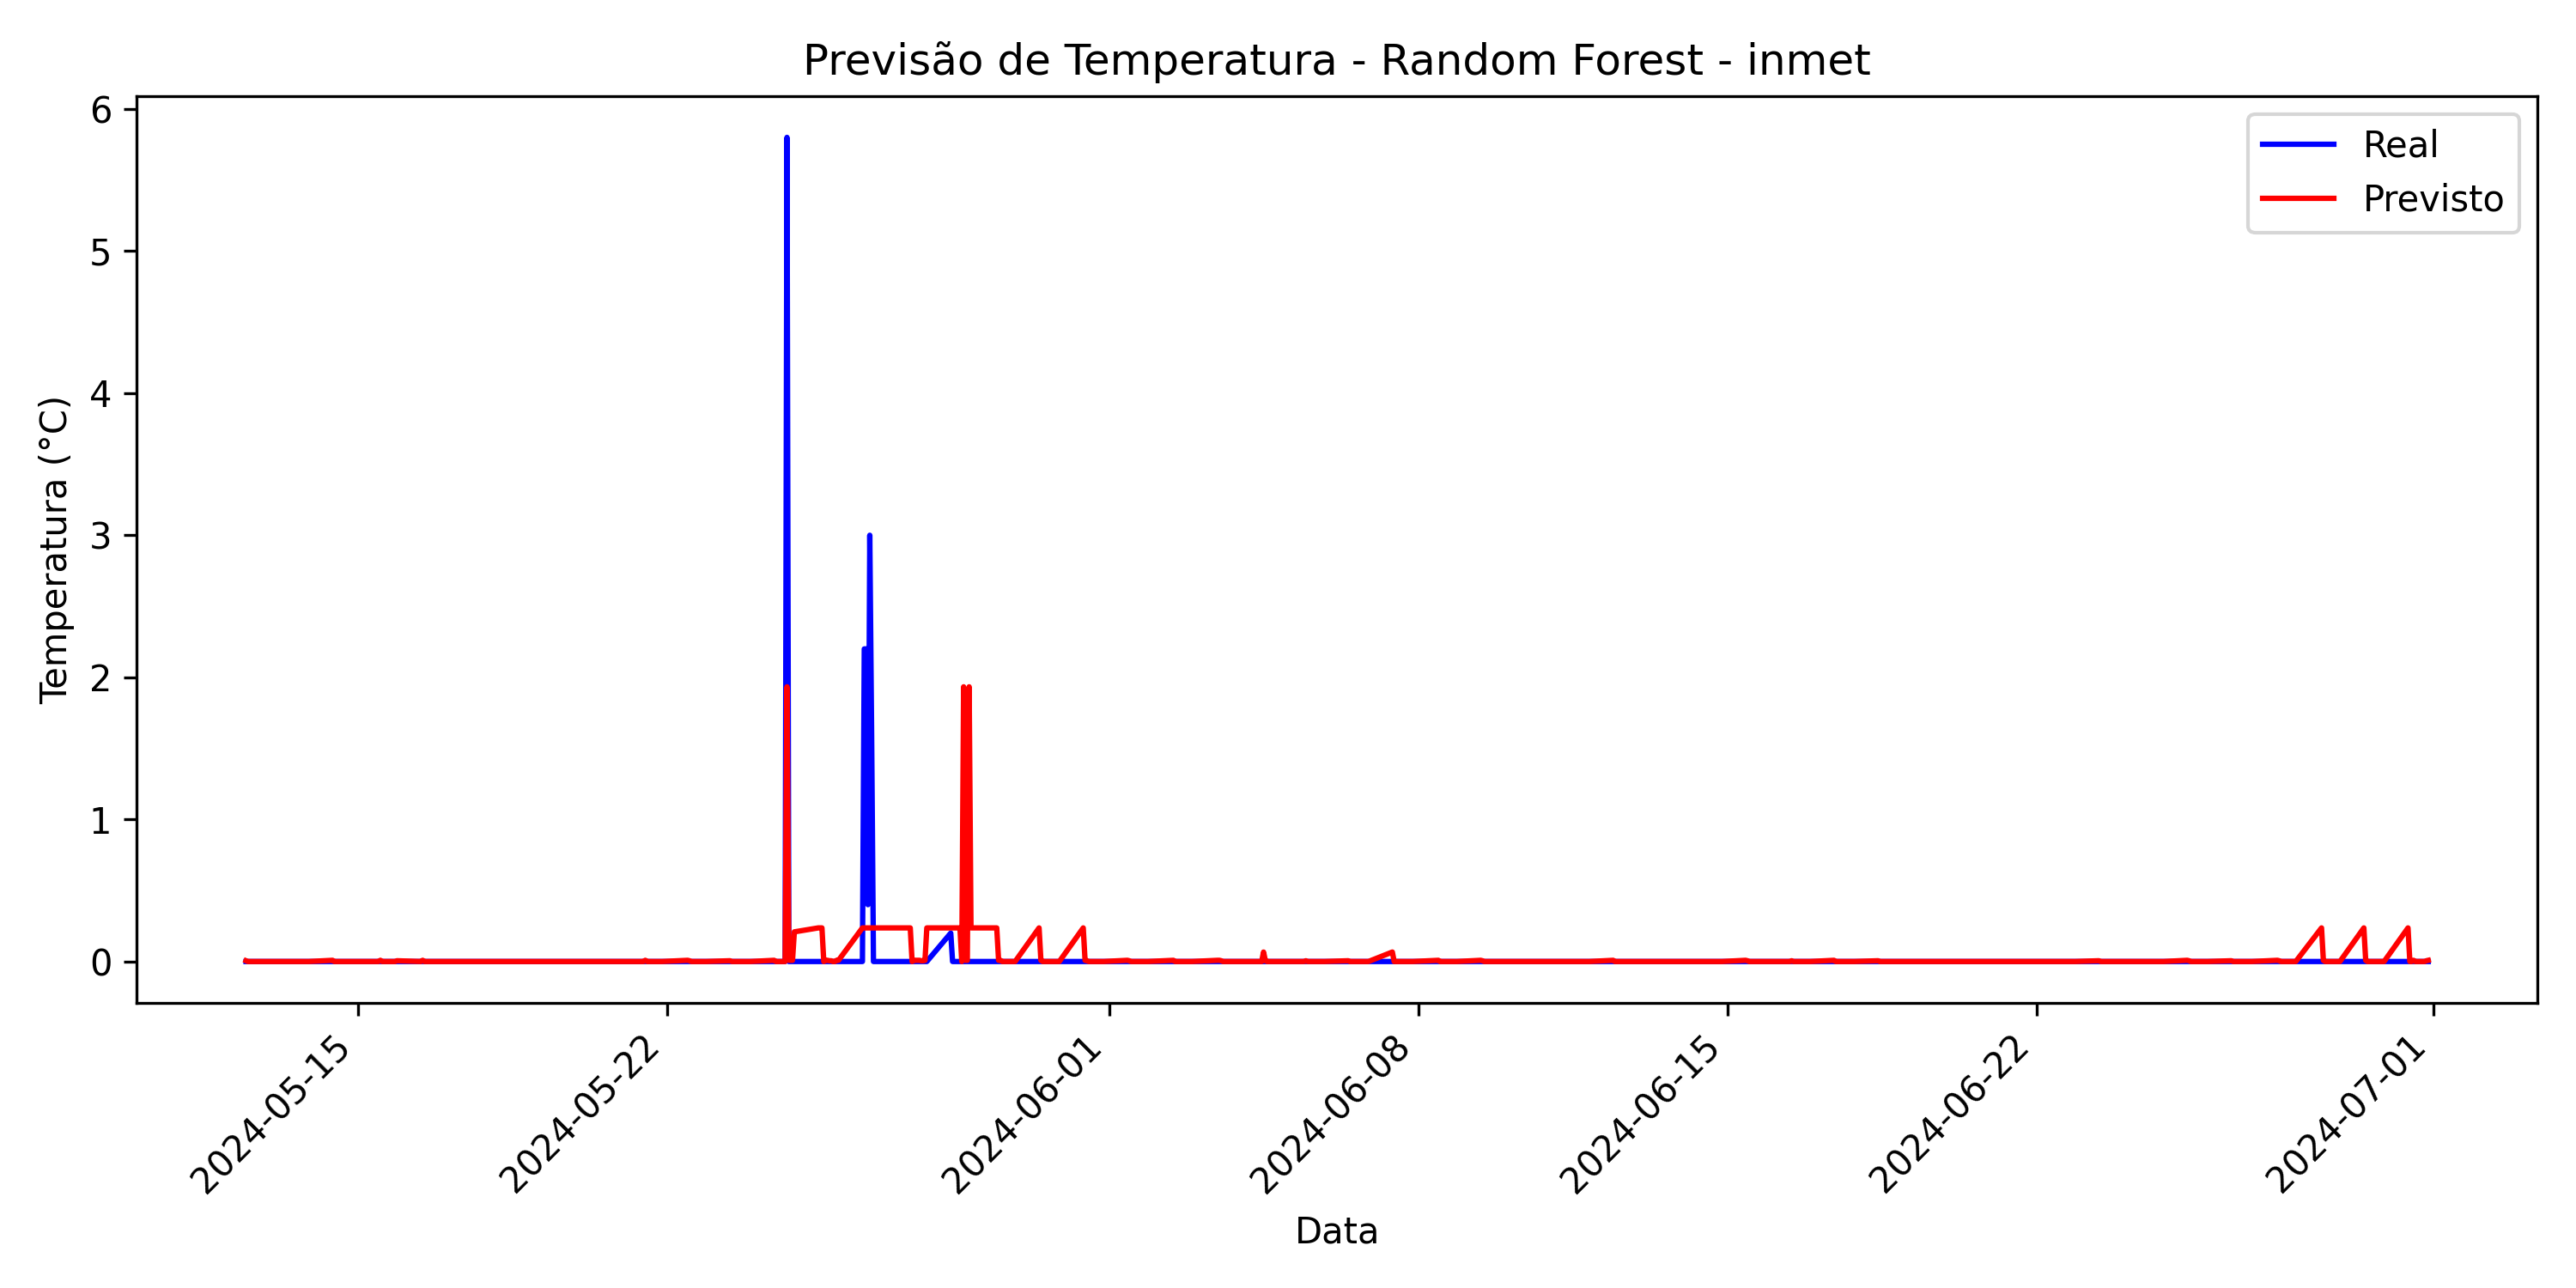 Previsão de Temperatura - Random Forest - inmet
Real
Previsto
Temperatura (°C)
6
5
4
3
2
1
0
2024-05-15
2024-05-22
2024-06-01
2024-06-08
2024-06-15
2024-06-22
2024-07-01
Data